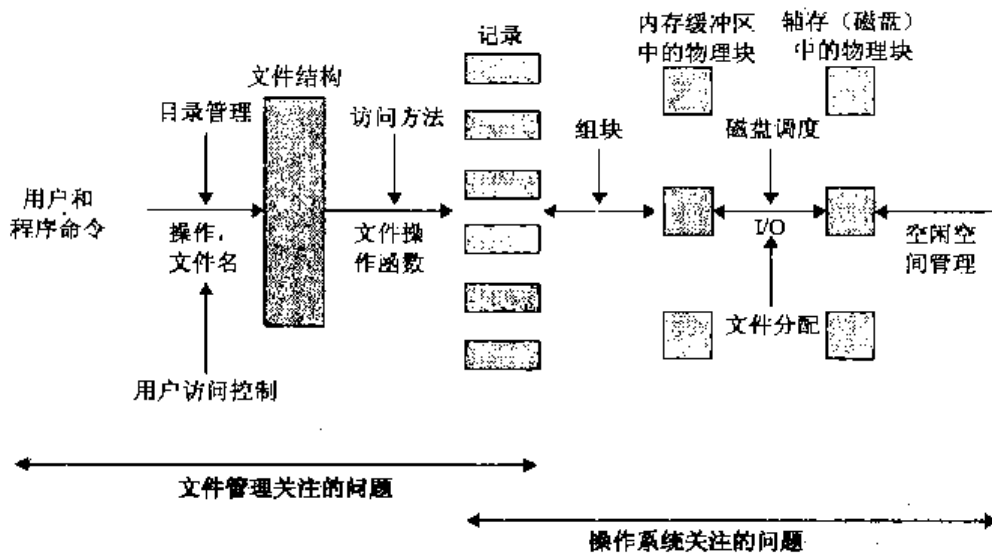 记录
内存缓冲区
中的物理块
辅存（磁盘）
中的物理块
文件结构
目录管理
访问方法
组块
磁盘调度
用户和
程序命令
操作，
文件名
文件操
作函数
I/O
空闲空
间管理
文件分配
用户访问控制
文件管理关注的问题
操作系统关注的问题